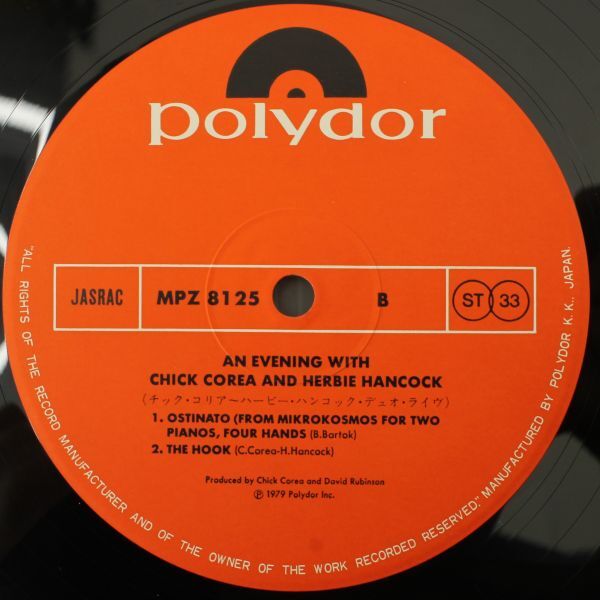 polydor
JASRAC
MPZ 8125
B
ST 33
AN EVENING WITH
CHICK COREA AND HERBIE HANCOCK
(チック・コリア〜ハービー・ハンコック・デュオ・ライヴ)
1. OSTINATO (FROM MIKROKOSMOS FOR TWO
PIANOS, FOUR HANDS (B.Bartok)
2. THE HOOK (C.Corea-H.Hancock)
Produced by Chick Corea and David Rubinson
℗ 1979 Polydor Inc.
"ALL RIGHTS OF THE RECORD MANUFACTURER AND OF THE OWNER OF THE WORK RECORDED RESERVED." MANUFACTURED BY POLYDOR K.K., JAPAN.